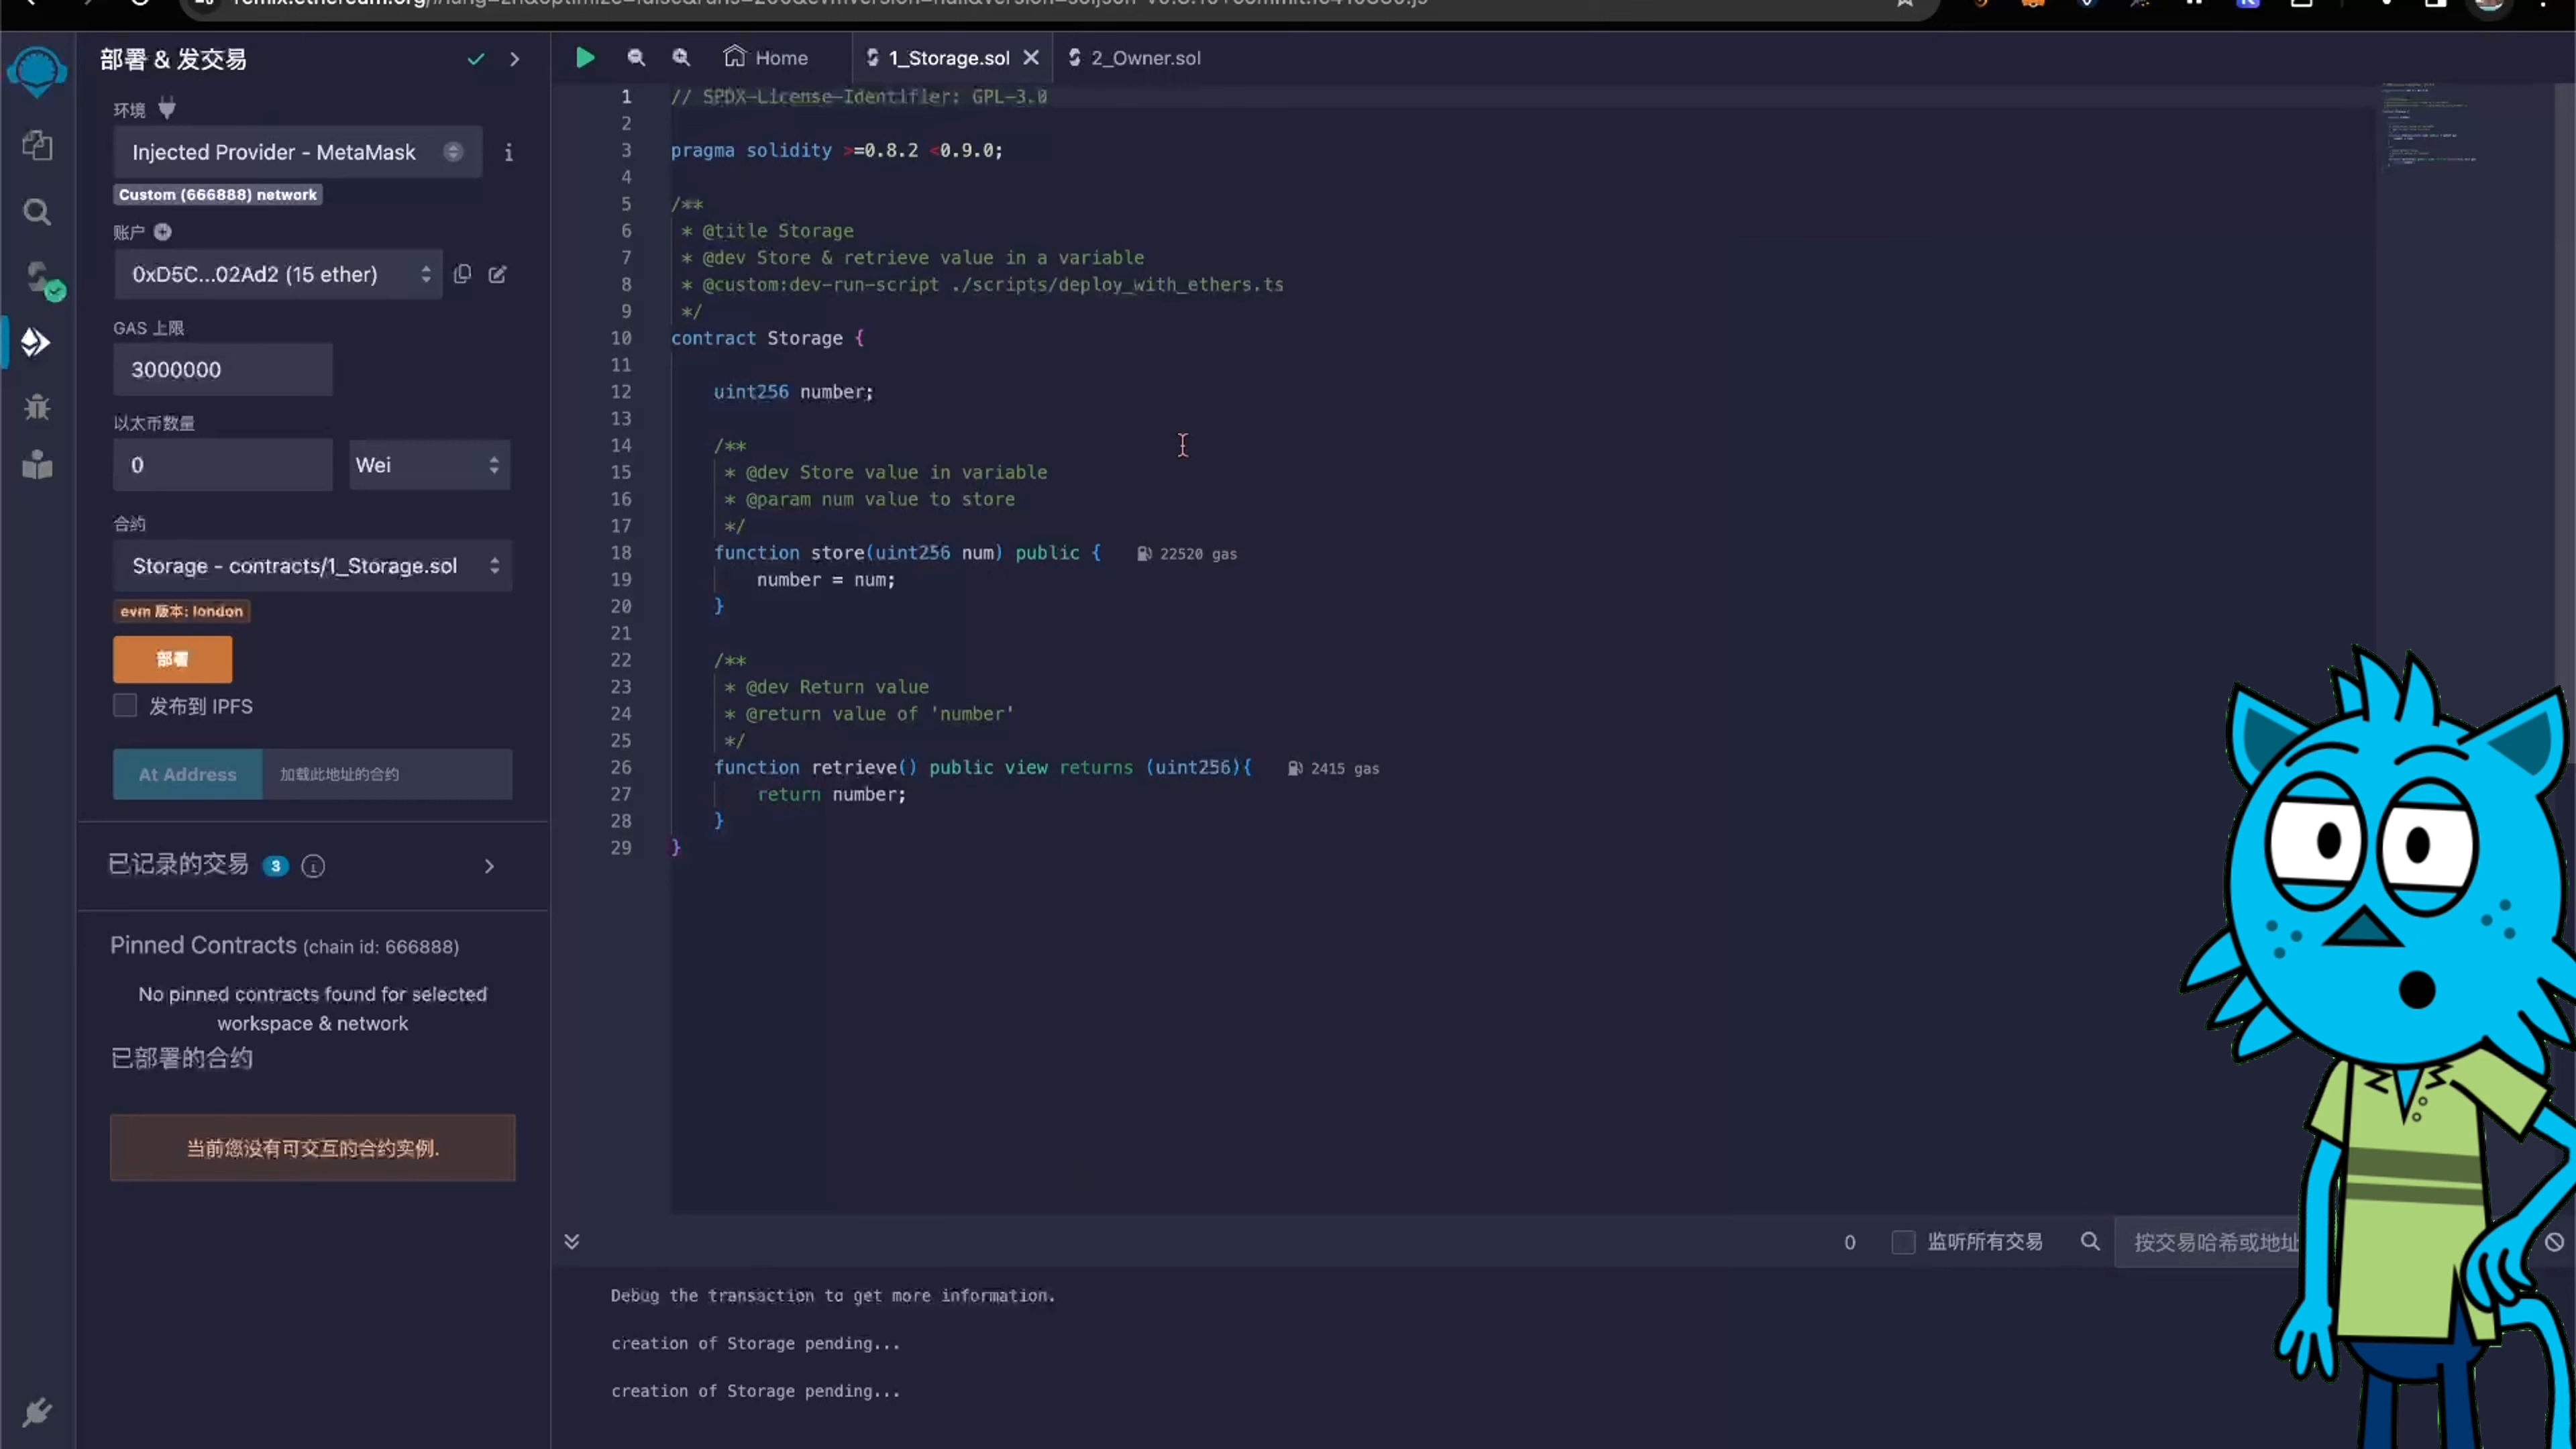 部署 & 发交易
环境
Injected Provider - MetaMask
Custom (666888) network
账户
0xD5C...02Ad2 (15 ether)
GAS 上限
3000000
以太币数量
0
Wei
合约
Storage - contracts/1_Storage.sol
evm 版本: london
部署
发布到 IPFS
At Address
加载此地址的合约
已记录的交易 3
Pinned Contracts (chain id: 666888)
No pinned contracts found for selected
workspace & network
已部署的合约
当前您没有可交互的合约实例.
Home
1_Storage.sol
2_Owner.sol
1 // SPDX-License-Identifier: GPL-3.0
2
3 pragma solidity >=0.8.2 <0.9.0;
4
5 /**
6 * @title Storage
7 * @dev Store & retrieve value in a variable
8 * @custom:dev-run-script ./scripts/deploy_with_ethers.ts
9 */
10 contract Storage {
11
12 uint256 number;
13
14 /**
15 * @dev Store value in variable
16 * @param num value to store
17 */
18 function store(uint256 num) public { 22520 gas
19 number = num;
20 }
21
22 /**
23 * @dev Return value
24 * @return value of 'number'
25 */
26 function retrieve() public view returns (uint256){ 2415 gas
27 return number;
28 }
29 }
0
监听所有交易
按交易哈希或地址
Debug the transaction to get more information.
creation of Storage pending...
creation of Storage pending...